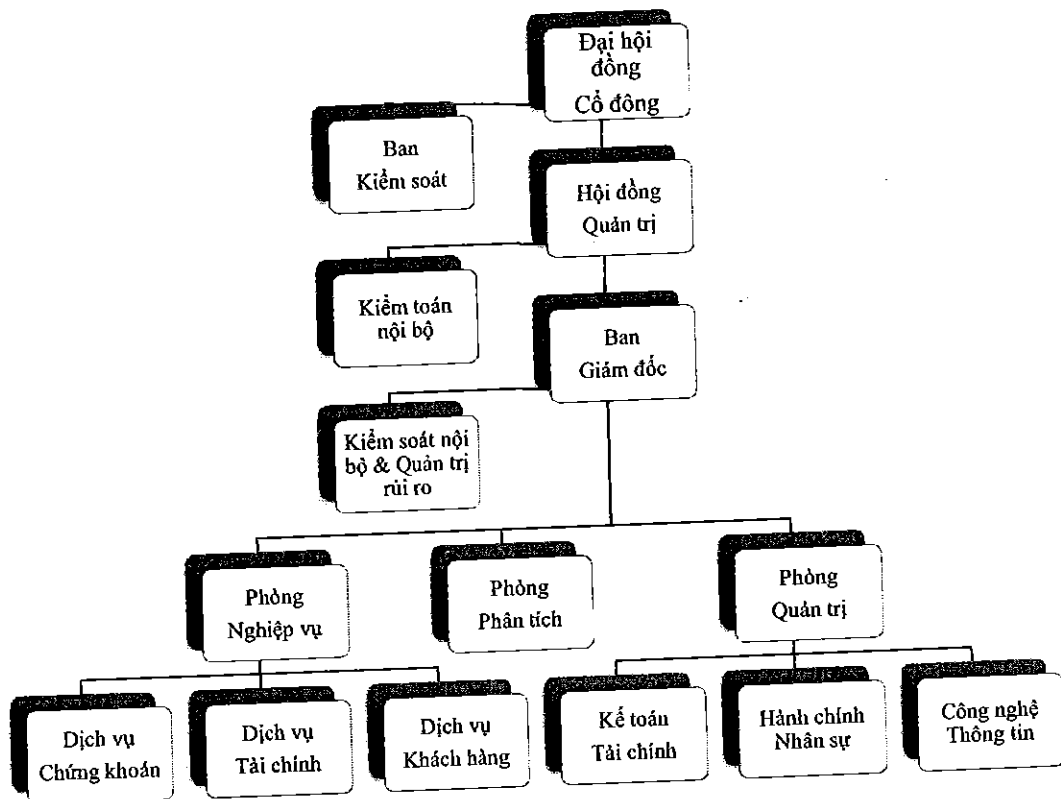 Đại hội
đồng
Cổ đông
Ban
Kiểm soát
Hội đồng
Quản trị
Kiểm toán
nội bộ
Ban
Giám đốc
Kiểm soát nội
bộ & Quản trị
rủi ro
Phòng
Nghiệp vụ
Phòng
Phân tích
Phòng
Quản trị
Dịch vụ
Chứng khoán
Dịch vụ
Tài chính
Dịch vụ
Khách hàng
Kế toán
Tài chính
Hành chính
Nhân sự
Công nghệ
Thông tin